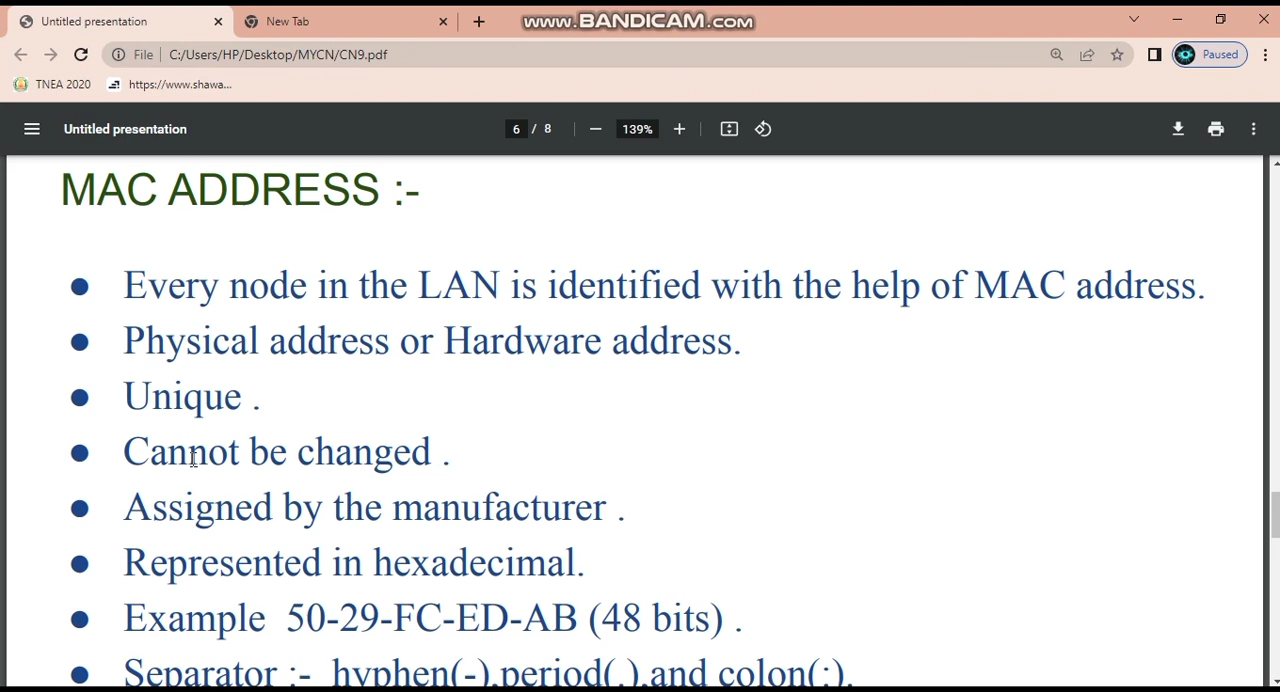 Untitled presentation
New Tab
www.BANDICAM.com
File
C:/Users/HP/Desktop/MYCN/CN9.pdf
Paused
TNEA 2020
https://www.shawa...
Untitled presentation
6 / 8
139%
MAC ADDRESS :-
● Every node in the LAN is identified with the help of MAC address.
● Physical address or Hardware address.
● Unique .
● Cannot be changed .
● Assigned by the manufacturer .
● Represented in hexadecimal.
● Example 50-29-FC-ED-AB (48 bits) .
● Separator :- hyphen(-),period(.),and colon(:).